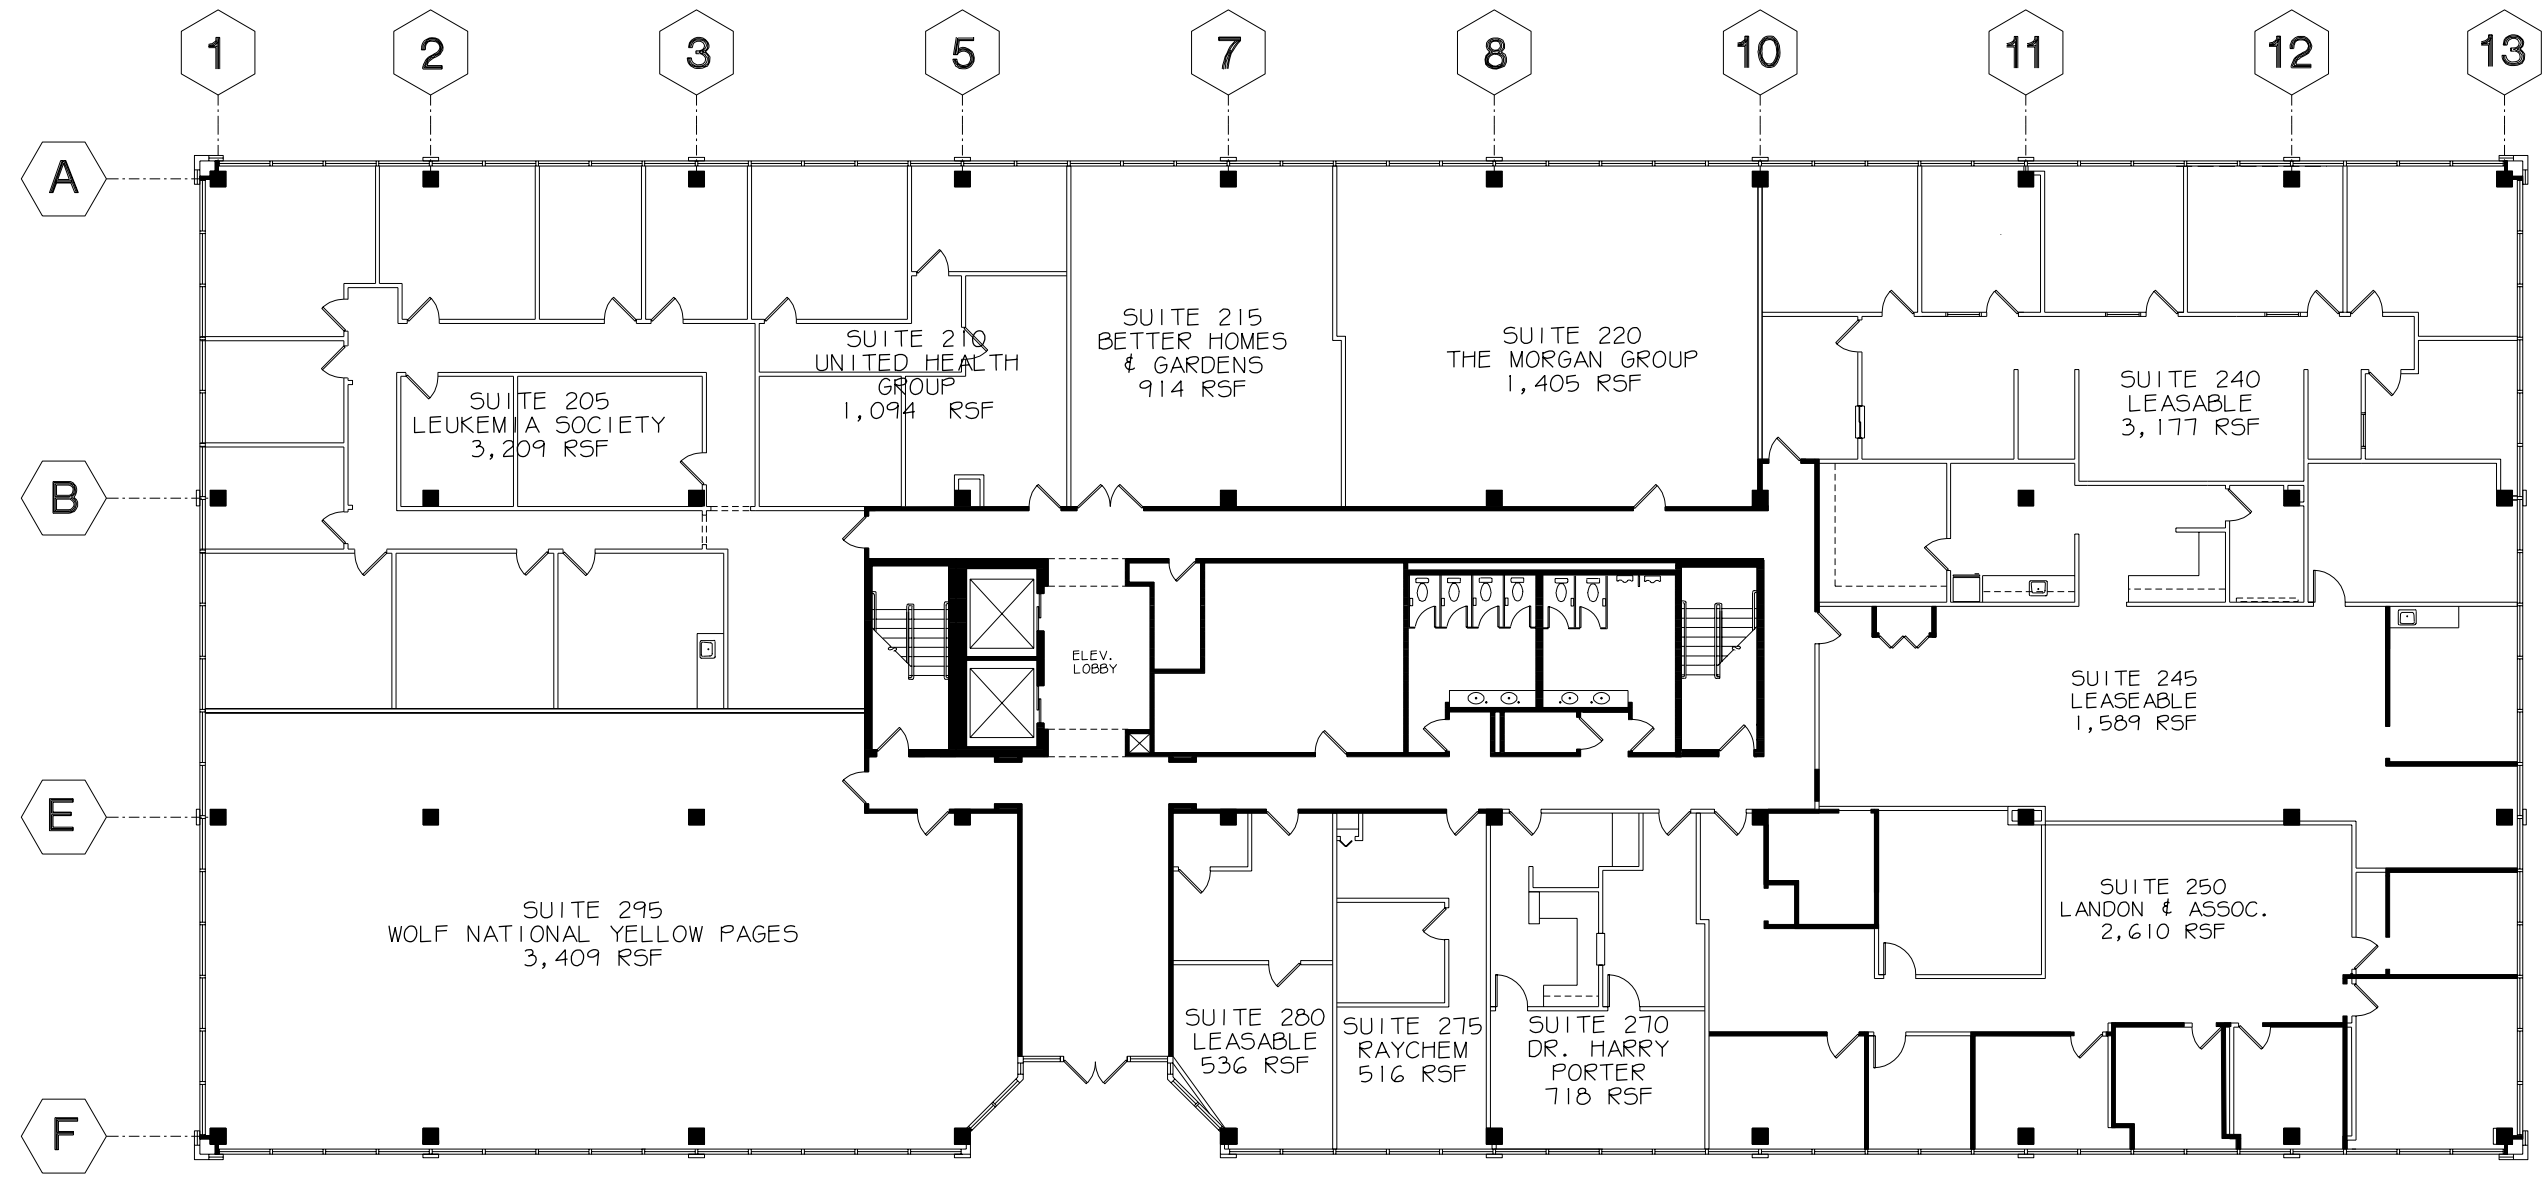 1 2 3 5 7 8 10 11 12 13
A
SUITE 215
BETTER HOMES
& GARDENS
914 RSF
SUITE 220
THE MORGAN GROUP
1,405 RSF
SUITE 210
UNITED HEALTH
GROUP
1,094 RSF
SUITE 240
LEASABLE
3,177 RSF
SUITE 205
LEUKEMIA SOCIETY
3,209 RSF
B
ELEV.
LOBBY
SUITE 245
LEASEABLE
1,589 RSF
E
SUITE 295
WOLF NATIONAL YELLOW PAGES
3,409 RSF
SUITE 250
LANDON & ASSOC.
2,610 RSF
SUITE 280
LEASABLE
536 RSF
SUITE 275
RAYCHEM
516 RSF
SUITE 270
DR. HARRY
PORTER
718 RSF
F